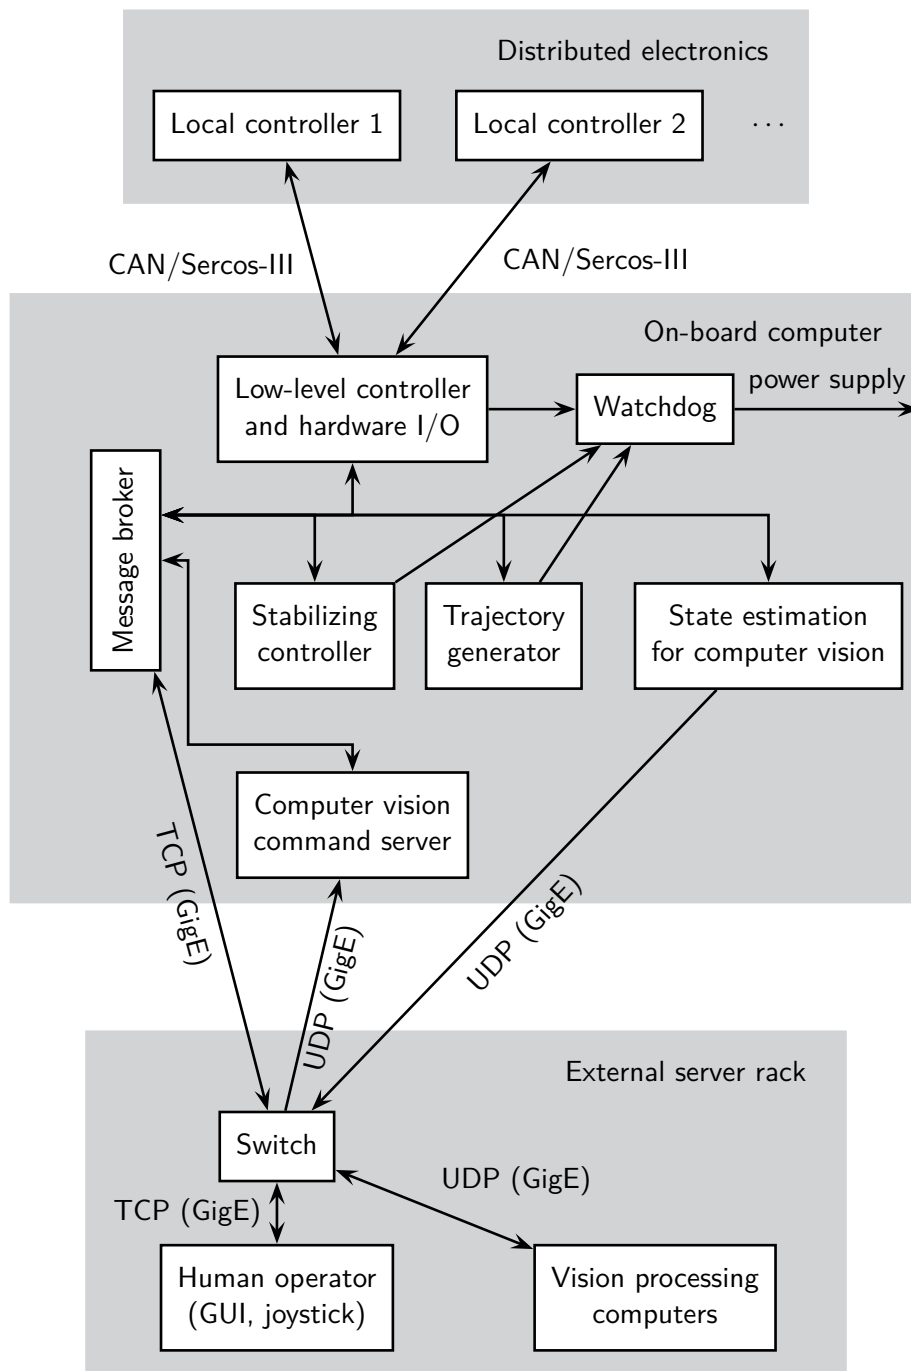 Distributed electronics
Local controller 1
Local controller 2
...
CAN/Sercos-III
CAN/Sercos-III
On-board computer
power supply
Low-level controller
and hardware I/O
Watchdog
Message broker
Stabilizing
controller
Trajectory
generator
State estimation
for computer vision
Computer vision
command server
TCP (GigE)
UDP (GigE)
UDP (GigE)
External server rack
Switch
UDP (GigE)
TCP (GigE)
Human operator
(GUI, joystick)
Vision processing
computers